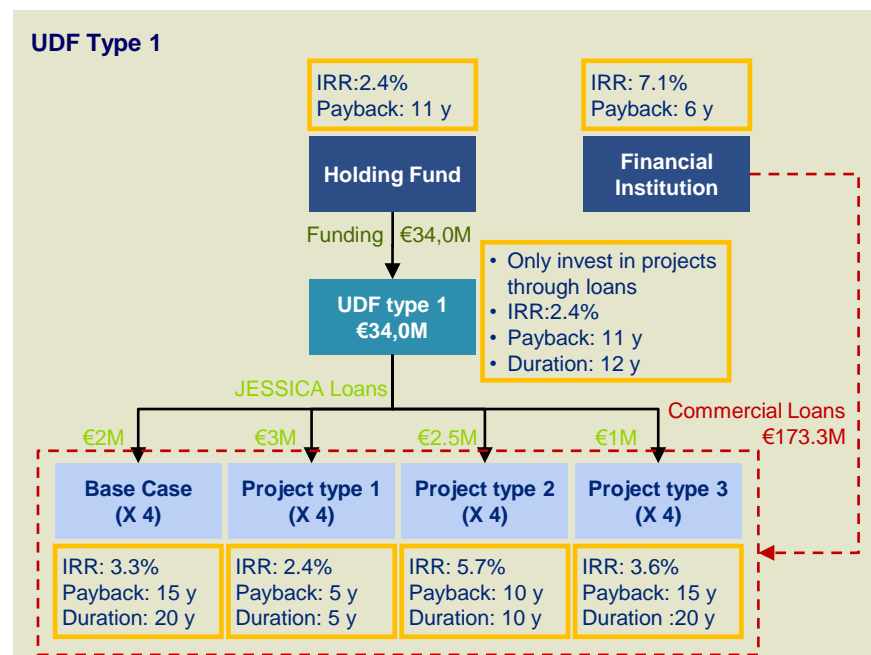 UDF Type 1
IRR:2.4%
Payback: 11 y
IRR: 7.1%
Payback: 6 y
Holding Fund
Financial
Institution
Funding €34,0M
• Only invest in projects
through loans
• IRR:2.4%
• Payback: 11 y
• Duration: 12 y
UDF type 1
€34,0M
JESSICA Loans
Commercial Loans
€173.3M
€2M
€3M
€2.5M
€1M
Base Case
(X 4)
Project type 1
(X 4)
Project type 2
(X 4)
Project type 3
(X 4)
IRR: 3.3%
Payback: 15 y
Duration: 20 y
IRR: 2.4%
Payback: 5 y
Duration: 5 y
IRR: 5.7%
Payback: 10 y
Duration: 10 y
IRR: 3.6%
Payback: 15 y
Duration :20 y